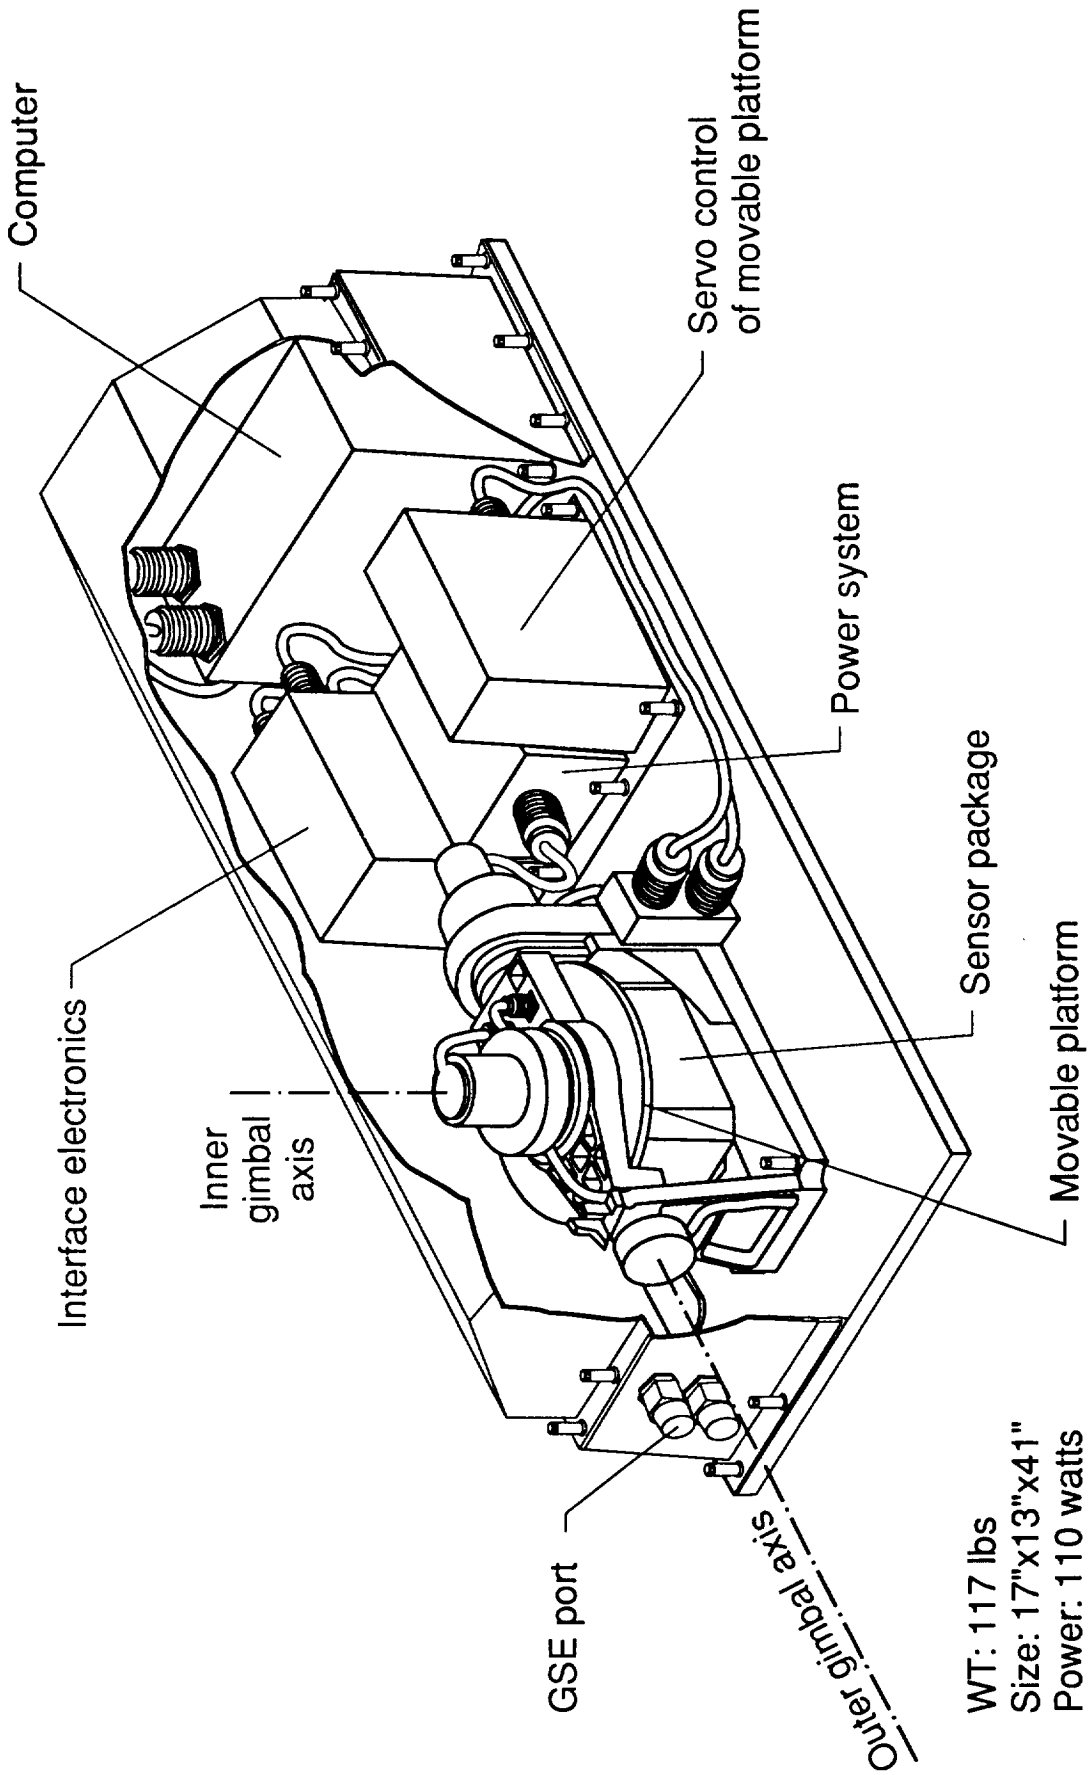 Computer
Servo control
of movable platform
Power system
Sensor package
Movable platform
Interface electronics
Inner
gimbal
axis
GSE port
Outer gimbal axis
WT: 117 lbs
Size: 17"x13"x41"
Power: 110 watts